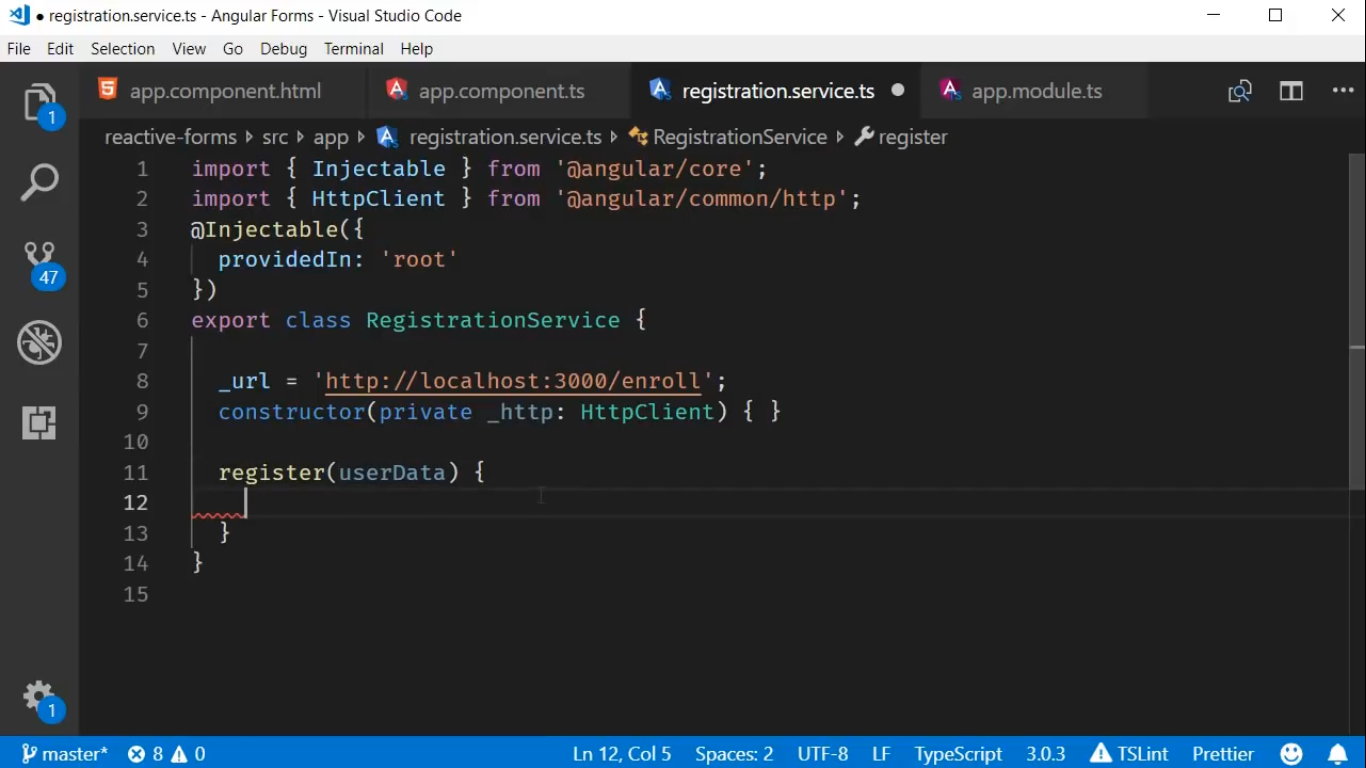 ● registration.service.ts - Angular Forms - Visual Studio Code
File Edit Selection View Go Debug Terminal Help
app.component.html app.component.ts registration.service.ts ● app.module.ts ···
1
reactive-forms src app registration.service.ts RegistrationService register
1 import { Injectable } from '@angular/core';
2 import { HttpClient } from '@angular/common/http';
3 @Injectable({
4 providedIn: 'root'
5 })
6 export class RegistrationService {
7
8 _url = 'http://localhost:3000/enroll';
9 constructor(private _http: HttpClient) { }
10
11 register(userData) {
12
13 }
14 }
15
47
1
master* 8 0 Ln 12, Col 5 Spaces: 2 UTF-8 LF TypeScript 3.0.3 TSLint Prettier